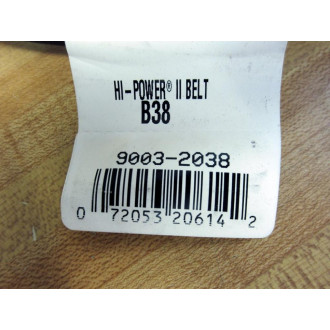 HI-POWER® II BELT
B38
9003-2038
0 72053 20614 2